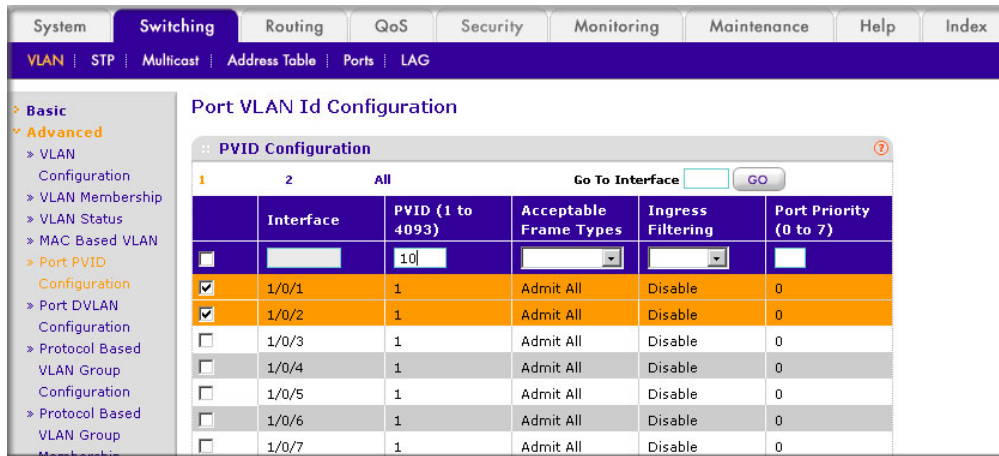 System Switching Routing QoS Security Monitoring Maintenance Help Index
VLAN STP Multicast Address Table Ports LAG
Basic
Advanced
» VLAN
Configuration
» VLAN Membership
» VLAN Status
» MAC Based VLAN
» Port PVID
Configuration
» Port DVLAN
Configuration
» Protocol Based
VLAN Group
Configuration
» Protocol Based
VLAN Group
Membership
Port VLAN Id Configuration
PVID Configuration ?
1 2 All Go To Interface GO
Interface PVID (1 to 4093) Acceptable Frame Types Ingress Filtering Port Priority (0 to 7)
10
1/0/1 1 Admit All Disable 0
1/0/2 1 Admit All Disable 0
1/0/3 1 Admit All Disable 0
1/0/4 1 Admit All Disable 0
1/0/5 1 Admit All Disable 0
1/0/6 1 Admit All Disable 0
1/0/7 1 Admit All Disable 0